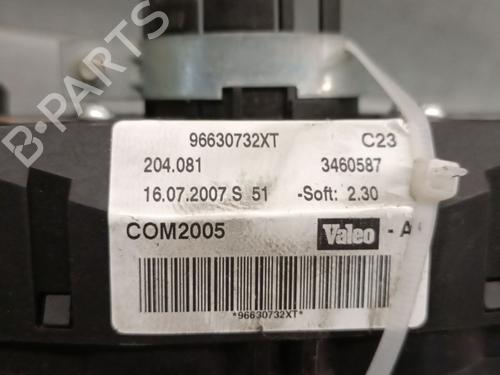 96630732XT C23
204.081 3460587
16.07.2007 S 51 -Soft: 2.30
COM2005 Valeo
*96630732XT*
B-PARTS